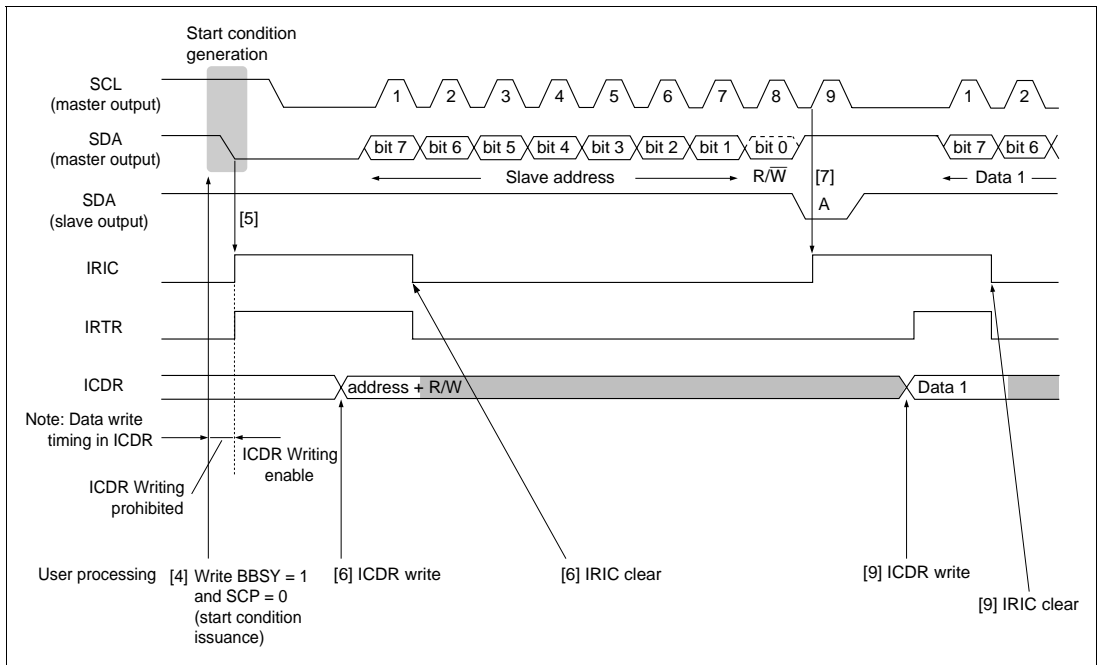 Start condition
generation
SCL
(master output)
1 2 3 4 5 6 7 8 9 1 2
SDA
(master output)
bit 7 bit 6 bit 5 bit 4 bit 3 bit 2 bit 1 bit 0 bit 7 bit 6
Slave address R/W̅ [7] Data 1
SDA
(slave output)
[5] A
IRIC
IRTR
ICDR address + R/W Data 1
Note: Data write
timing in ICDR
ICDR Writing
enable
ICDR Writing
prohibited
User processing [4] Write BBSY = 1
and SCP = 0
(start condition
issuance)
[6] ICDR write
[6] IRIC clear
[9] ICDR write
[9] IRIC clear